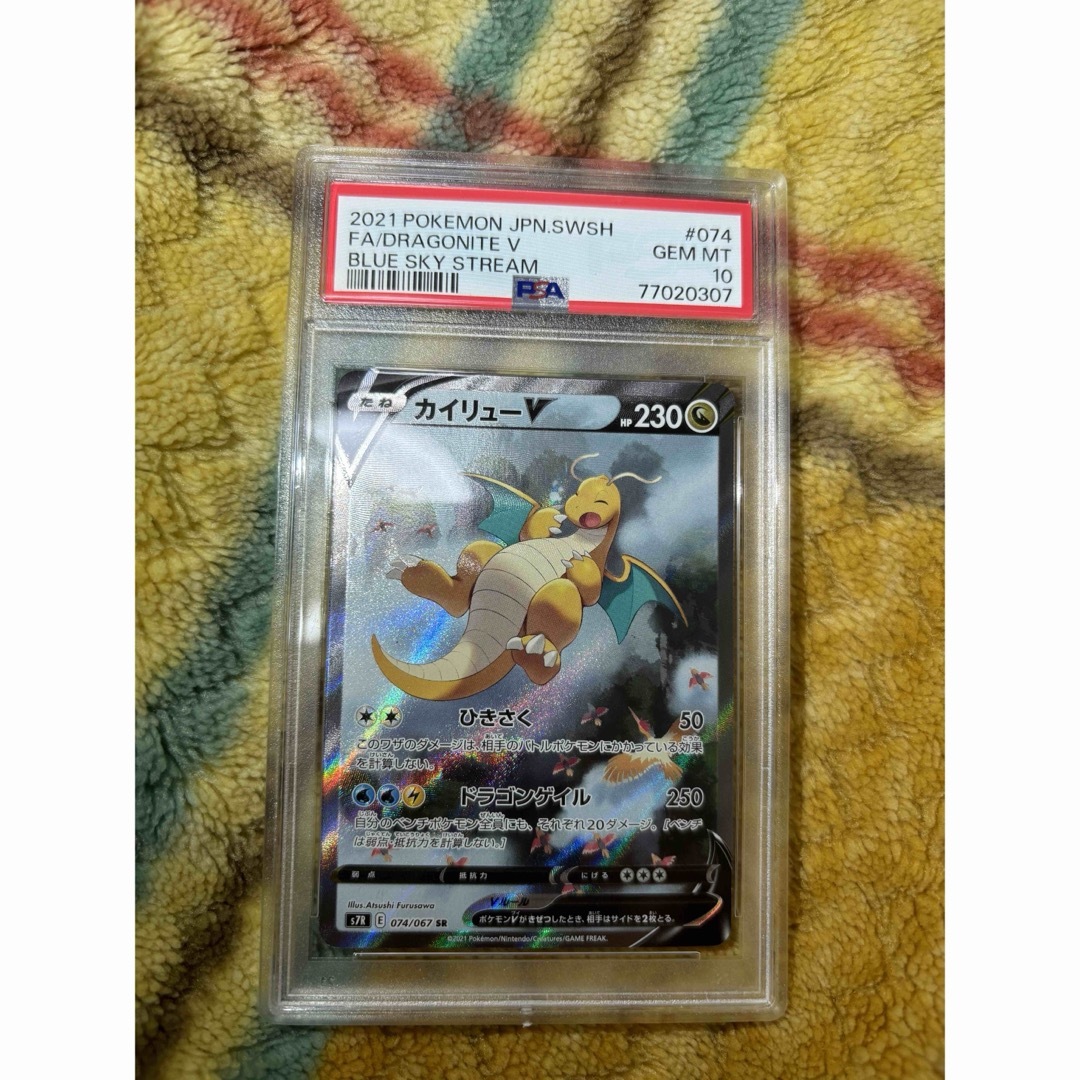 2021 POKEMON JPN.SWSH #074
FA/DRAGONITE V GEM MT
BLUE SKY STREAM 10
PSA 77020307
たね カイリューV HP 230
ひきさく 50
このワザのダメージは、相手のバトルポケモンにかかっている効果
を計算しない。
ドラゴンゲイル 250
自分のベンチポケモン全員にも、それぞれ20ダメージ。[ベンチ
は弱点・抵抗力を計算しない。]
弱点 抵抗力 にげる
Illus. Atsushi Furusawa
Vルール
s7R E 074/067 SR ポケモンVがきぜつしたとき、相手はサイドを2枚とる。
©2021 Pokémon/Nintendo/Creatures/GAME FREAK.